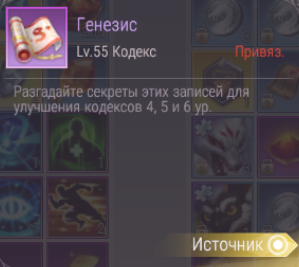 Генезис
Lv.55 Кодекс Привяз.
Разгадайте секреты этих записей для
улучшения кодексов 4, 5 и 6 ур.
Источник